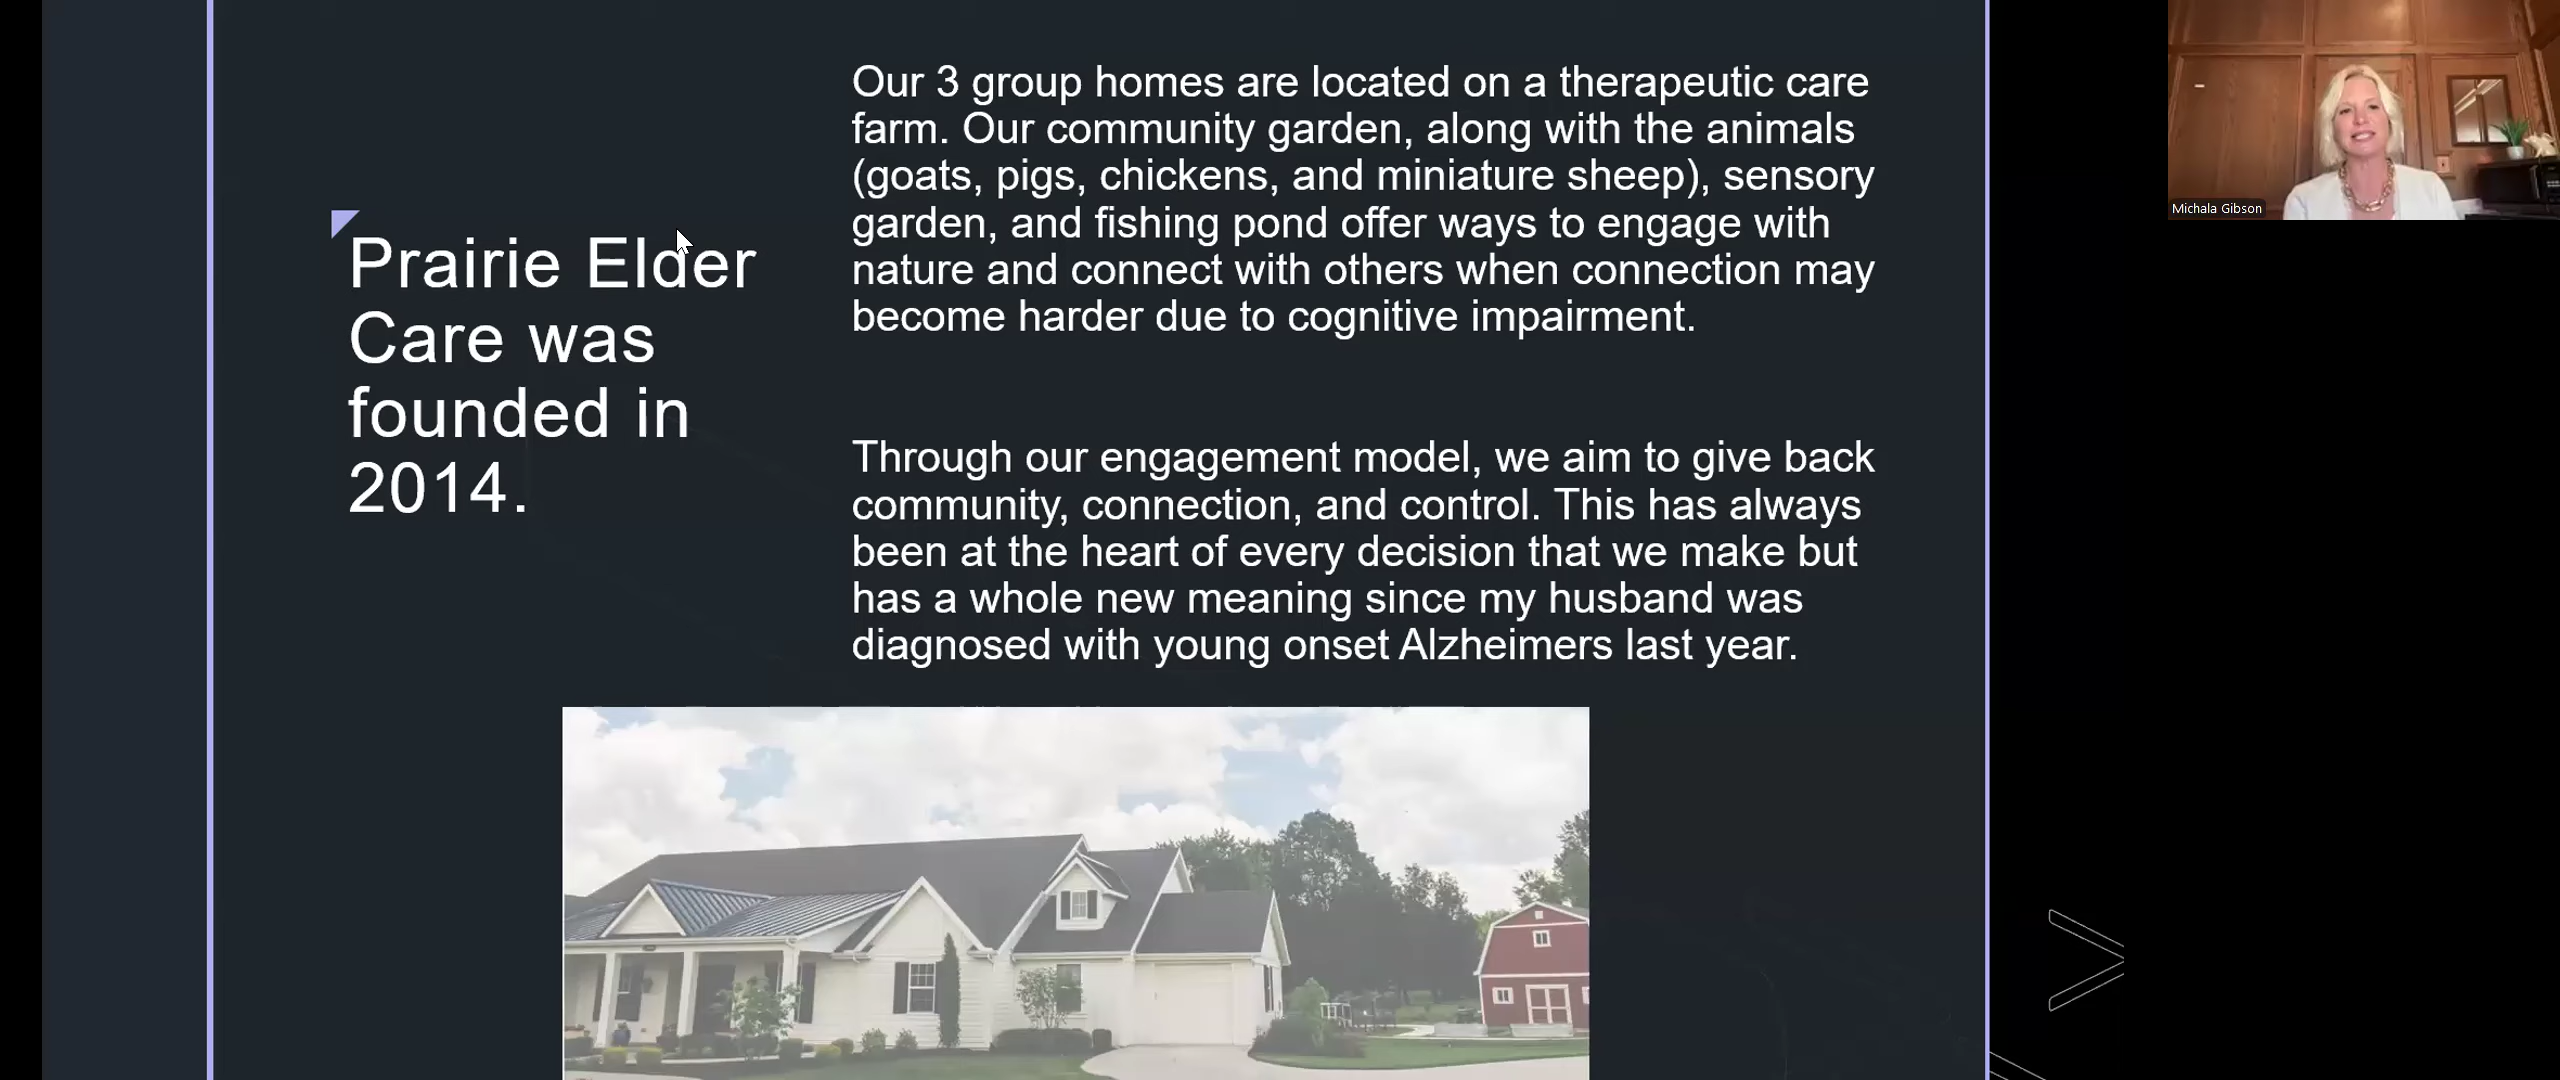 Prairie Elder
Care was
founded in
2014.
Our 3 group homes are located on a therapeutic care
farm. Our community garden, along with the animals
(goats, pigs, chickens, and miniature sheep), sensory
garden, and fishing pond offer ways to engage with
nature and connect with others when connection may
become harder due to cognitive impairment.
Through our engagement model, we aim to give back
community, connection, and control. This has always
been at the heart of every decision that we make but
has a whole new meaning since my husband was
diagnosed with young onset Alzheimers last year.
Michala Gibson